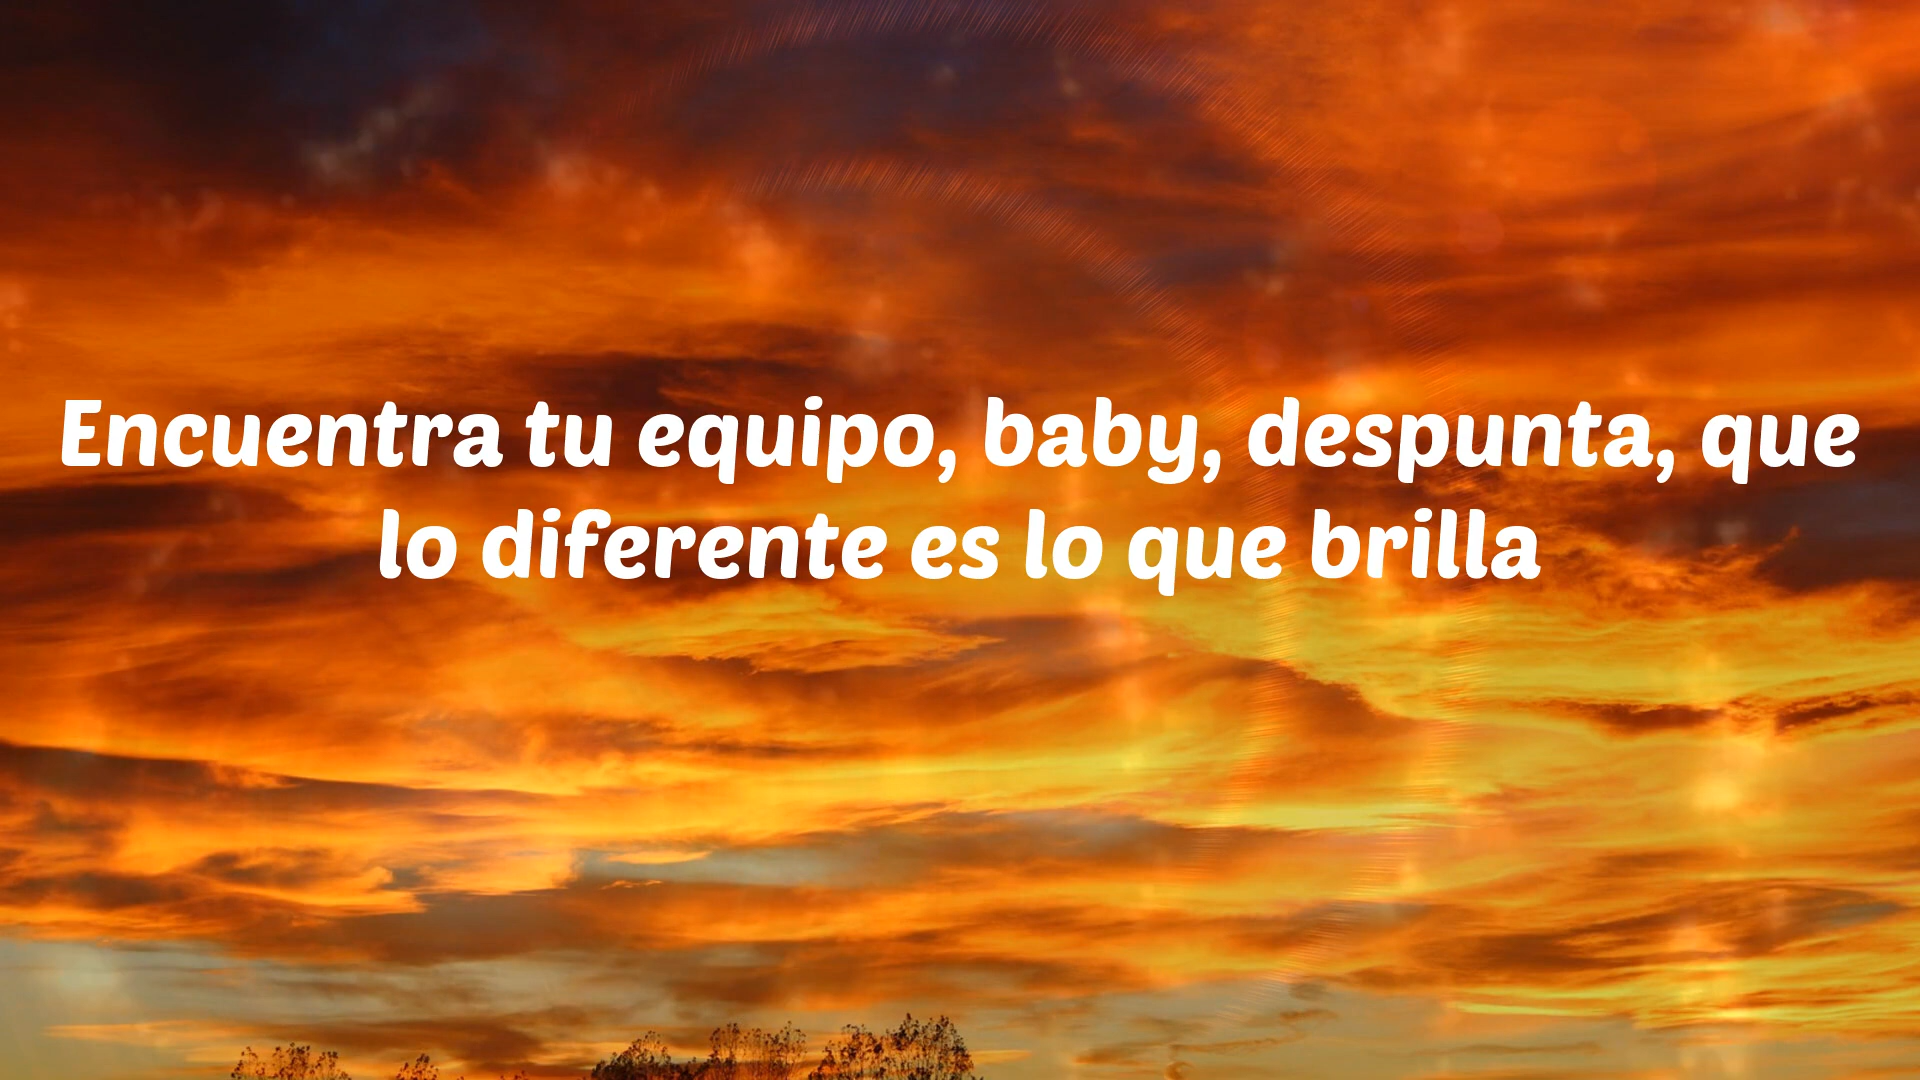 Encuentra tu equipo, baby, despunta, que
lo diferente es lo que brilla